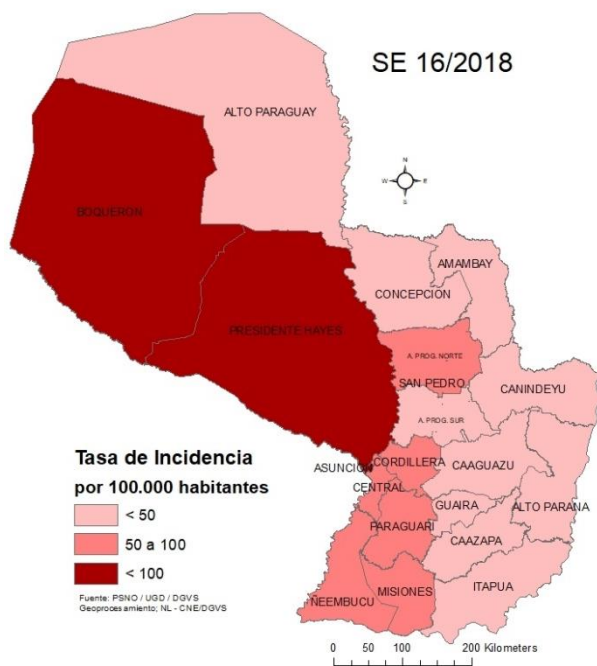 SE 16/2018
ALTO PARAGUAY
N
W E
S
BOQUERON
AMAMBAY
CONCEPCION
PRESIDENTE HAYES
A. PROG. NORTE
SAN PEDRO
CANINDEYU
A. PROG. SUR
Tasa de Incidencia
por 100.000 habitantes
< 50
50 a 100
< 100
Fuente: PSNO / UGD / DGVS
Geoprocesamiento; NL - CNE/DGVS
ASUNCION
CORDILLERA
CAAGUAZU
CENTRAL
GUAIRA
ALTO PARANA
PARAGUARI
CAAZAPA
ITAPUA
MISIONES
ÑEEMBUCU
0 50 100 200 Kilometers